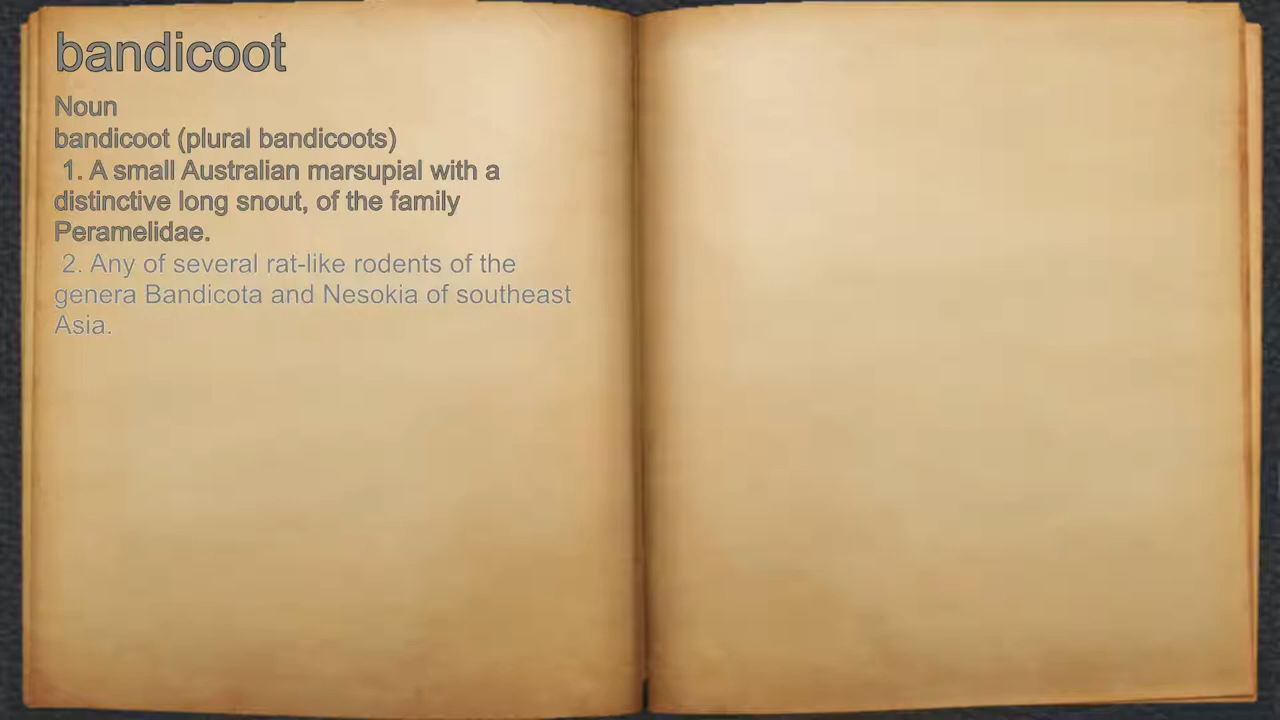 bandicoot
Noun
bandicoot (plural bandicoots)
1. A small Australian marsupial with a
distinctive long snout, of the family
Peramelidae.
2. Any of several rat-like rodents of the
genera Bandicota and Nesokia of southeast
Asia.